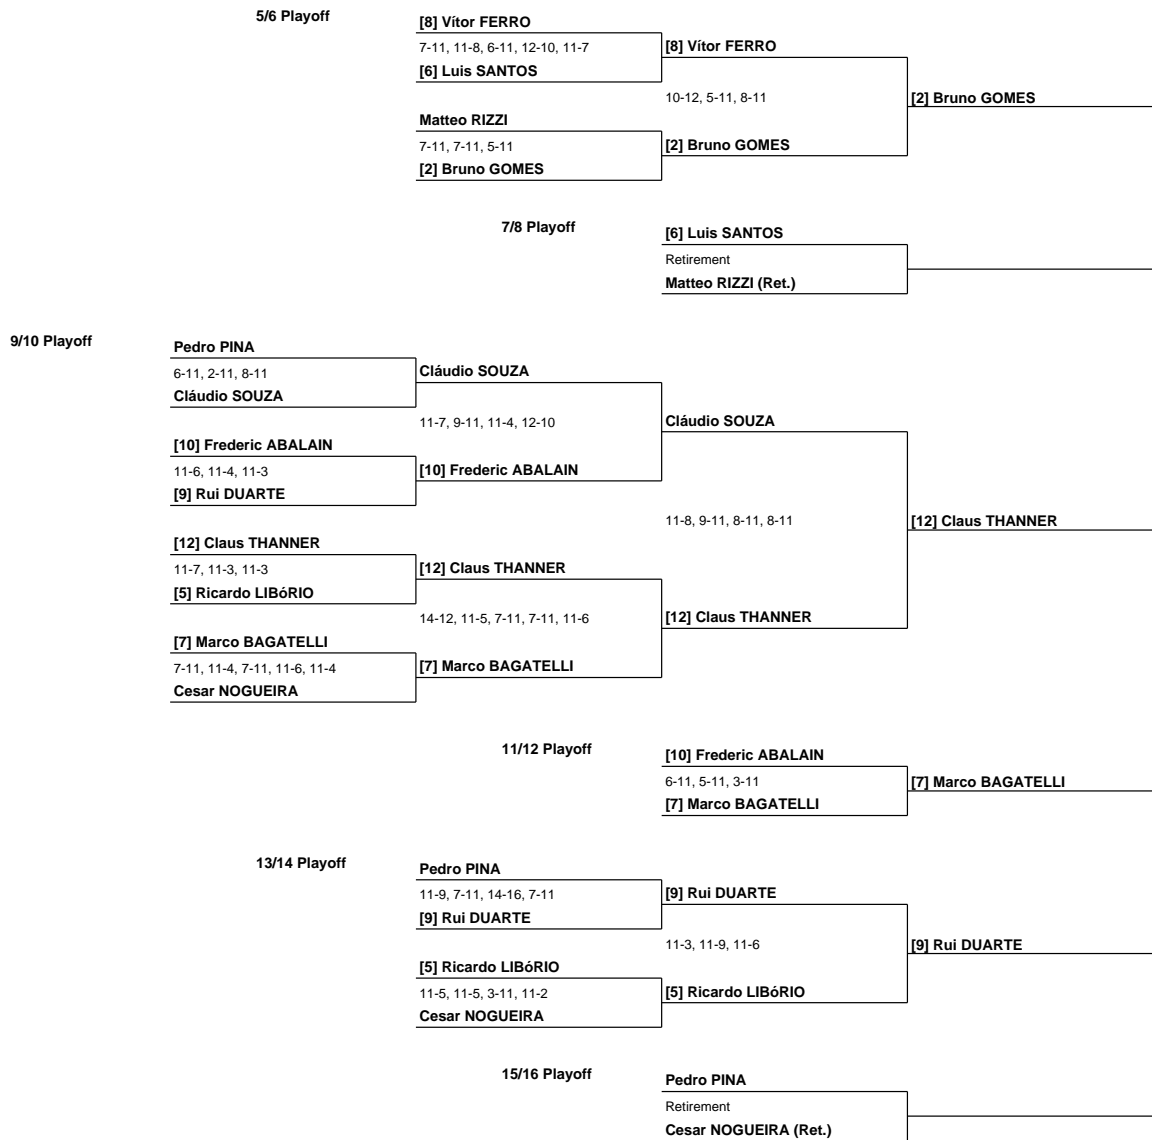 5/6 Playoff
[8] Vítor FERRO
7-11, 11-8, 6-11, 12-10, 11-7
[8] Vítor FERRO
[6] Luis SANTOS
10-12, 5-11, 8-11
[2] Bruno GOMES
Matteo RIZZI
7-11, 7-11, 5-11
[2] Bruno GOMES
[2] Bruno GOMES
7/8 Playoff
[6] Luis SANTOS
Retirement
Matteo RIZZI (Ret.)
9/10 Playoff
Pedro PINA
6-11, 2-11, 8-11
Cláudio SOUZA
Cláudio SOUZA
11-7, 9-11, 11-4, 12-10
Cláudio SOUZA
[10] Frederic ABALAIN
11-6, 11-4, 11-3
[10] Frederic ABALAIN
[9] Rui DUARTE
11-8, 9-11, 8-11, 8-11
[12] Claus THANNER
[12] Claus THANNER
11-7, 11-3, 11-3
[12] Claus THANNER
[5] Ricardo LIBóRIO
14-12, 11-5, 7-11, 7-11, 11-6
[12] Claus THANNER
[7] Marco BAGATELLI
7-11, 11-4, 7-11, 11-6, 11-4
[7] Marco BAGATELLI
Cesar NOGUEIRA
11/12 Playoff
[10] Frederic ABALAIN
6-11, 5-11, 3-11
[7] Marco BAGATELLI
[7] Marco BAGATELLI
13/14 Playoff
Pedro PINA
11-9, 7-11, 14-16, 7-11
[9] Rui DUARTE
[9] Rui DUARTE
11-3, 11-9, 11-6
[9] Rui DUARTE
[5] Ricardo LIBóRIO
11-5, 11-5, 3-11, 11-2
[5] Ricardo LIBóRIO
Cesar NOGUEIRA
15/16 Playoff
Pedro PINA
Retirement
Cesar NOGUEIRA (Ret.)